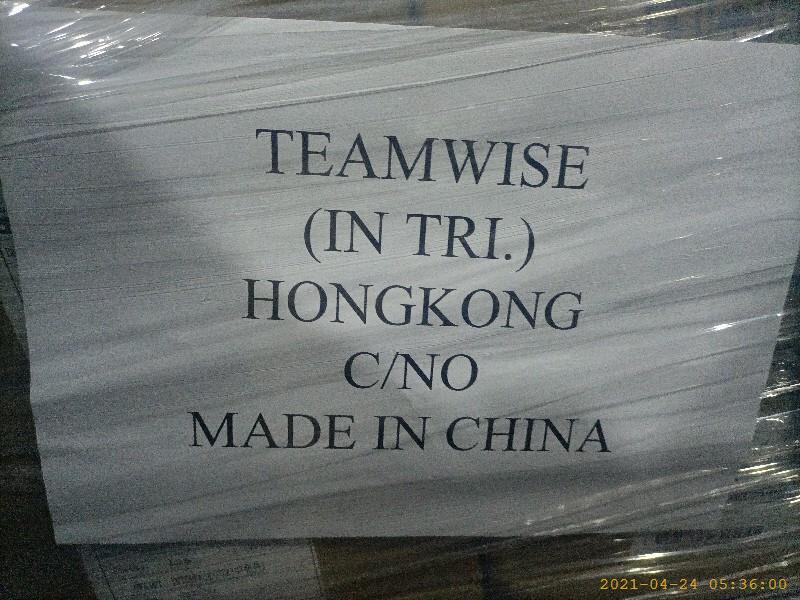 TEAMWISE
(IN TRI.)
HONGKONG
C/NO
MADE IN CHINA
2021-04-24 05:36:00